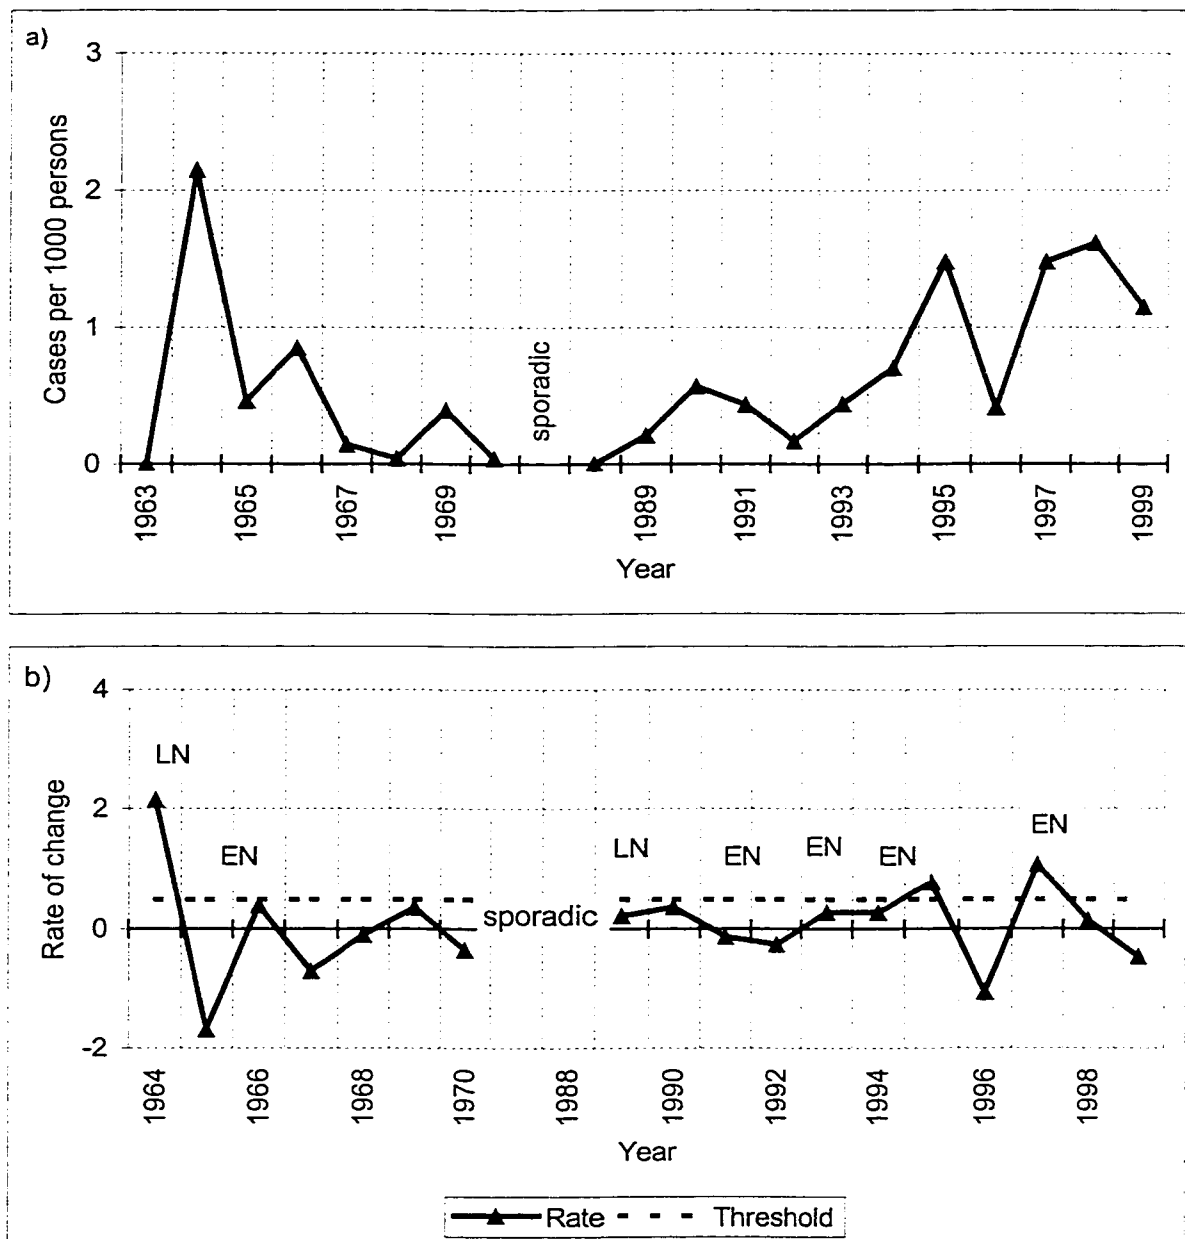 a)
3
2
1
0
Cases per 1000 persons
sporadic
1963
1965
1967
1969
1989
1991
1993
1995
1997
1999
Year
b)
4
2
0
-2
Rate of change
LN
EN
LN
EN
EN
EN
EN
sporadic
1964
1966
1968
1970
1988
1990
1992
1994
1996
1998
Year
Rate
Threshold